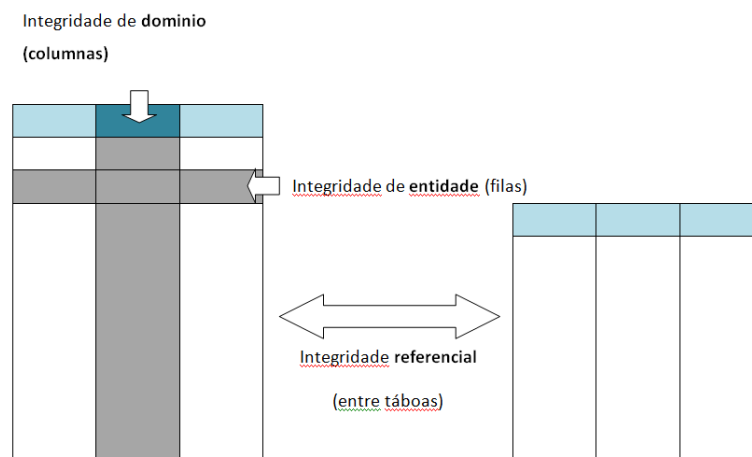 Integridade de dominio
(columnas)
Integridade de entidade (filas)
Integridade referencial
(entre táboas)